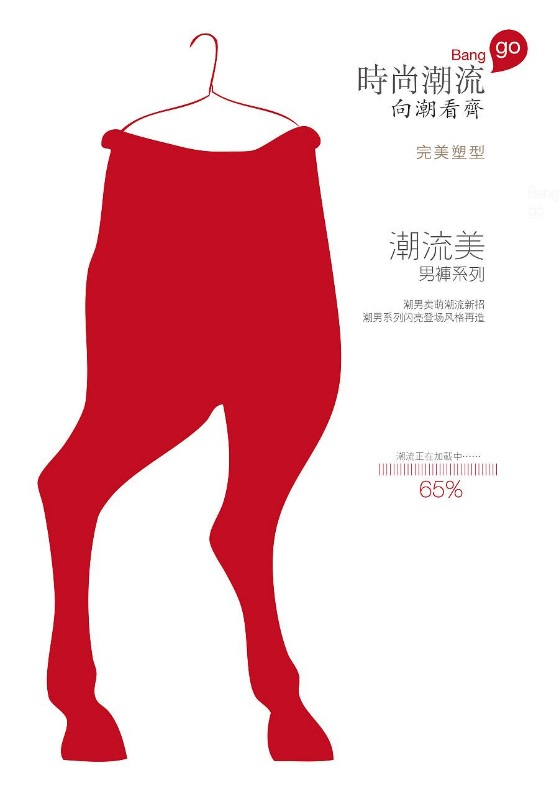 Bang go
時尚潮流
向潮看齊
完美塑型
Bang
go
潮流美
男褲系列
潮男卖萌潮流新招
潮男系列闪亮登场风格再造
潮流正在加載中……
65%